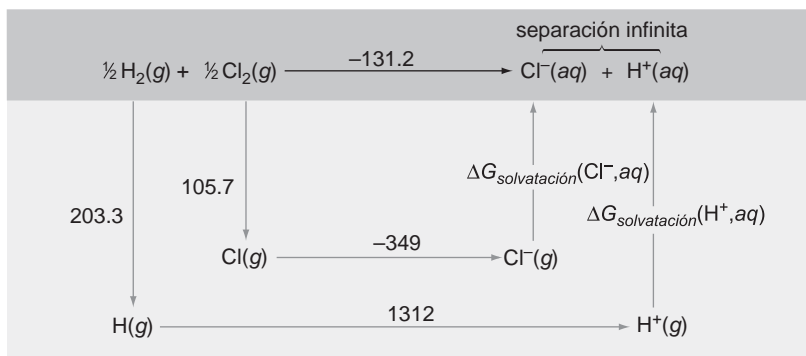 separación infinita
½ H₂(g) + ½ Cl₂(g) –131.2 Cl⁻(aq) + H⁺(aq)
ΔG_solvatación(Cl⁻,aq)
105.7
203.3
ΔG_solvatación(H⁺,aq)
Cl(g) –349 Cl⁻(g)
H(g) 1312 H⁺(g)